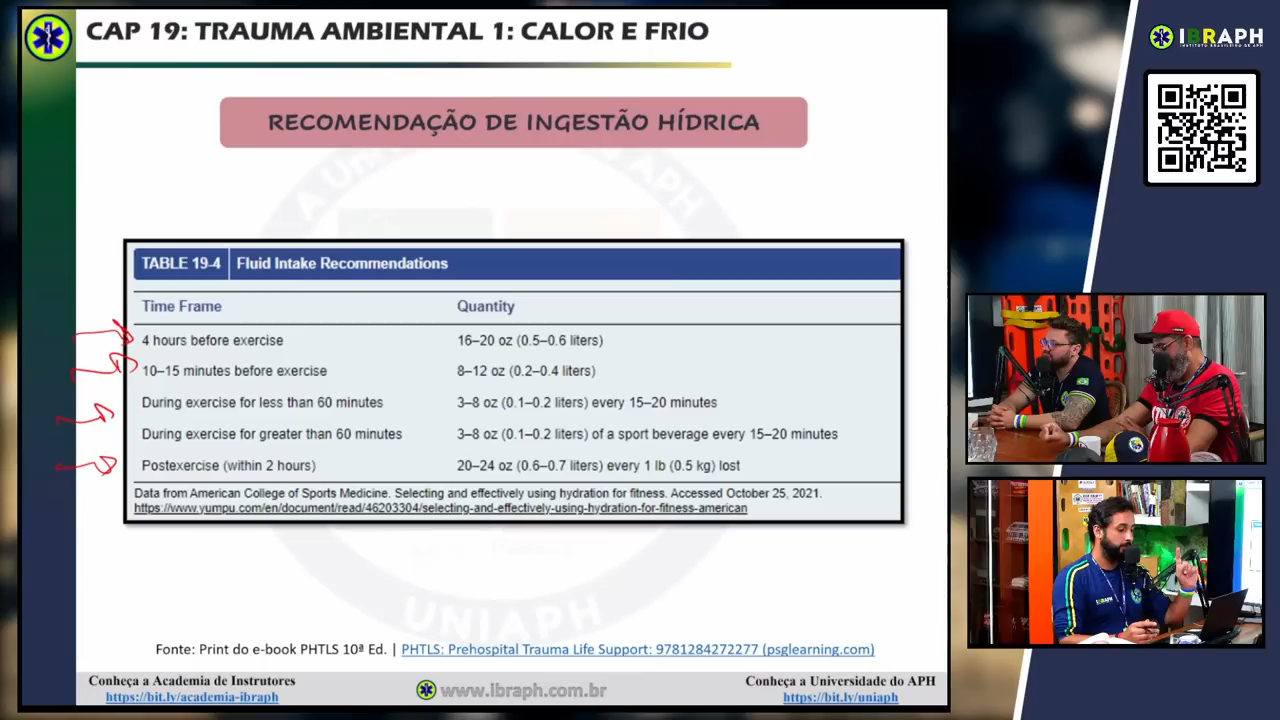 CAP 19: TRAUMA AMBIENTAL 1: CALOR E FRIO
IBRAPH
INSTITUTO BRASILEIRO DE APH
RECOMENDAÇÃO DE INGESTÃO HÍDRICA
TABLE 19-4 Fluid Intake Recommendations
Time Frame Quantity
4 hours before exercise 16–20 oz (0.5–0.6 liters)
10–15 minutes before exercise 8–12 oz (0.2–0.4 liters)
During exercise for less than 60 minutes 3–8 oz (0.1–0.2 liters) every 15–20 minutes
During exercise for greater than 60 minutes 3–8 oz (0.1–0.2 liters) of a sport beverage every 15–20 minutes
Postexercise (within 2 hours) 20–24 oz (0.6–0.7 liters) every 1 lb (0.5 kg) lost
Data from American College of Sports Medicine. Selecting and effectively using hydration for fitness. Accessed October 25, 2021.
https://www.yumpu.com/en/document/read/46203304/selecting-and-effectively-using-hydration-for-fitness-american
UNIAPH
Fonte: Print do e-book PHTLS 10ª Ed. | PHTLS: Prehospital Trauma Life Support: 9781284272277 (psglearning.com)
Conheça a Academia de Instrutores
https://bit.ly/academia-ibraph
www.ibraph.com.br
Conheça a Universidade do APH
https://bit.ly/uniaph